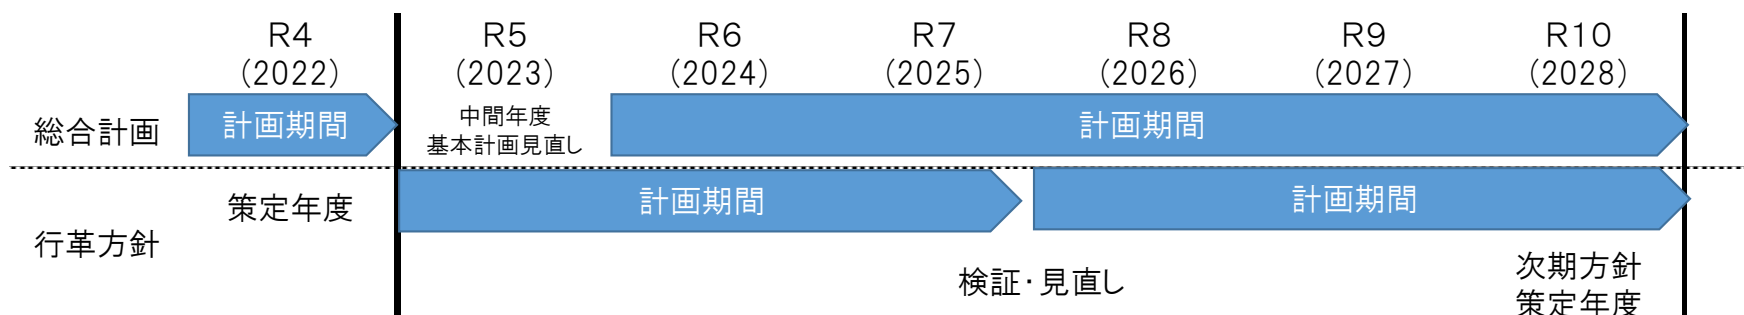 R4 R5 R6 R7 R8 R9 R10
(2022) (2023) (2024) (2025) (2026) (2027) (2028)
総合計画
計画期間
中間年度
基本計画見直し
計画期間
行革方針
策定年度
計画期間
計画期間
検証・見直し
次期方針
策定年度